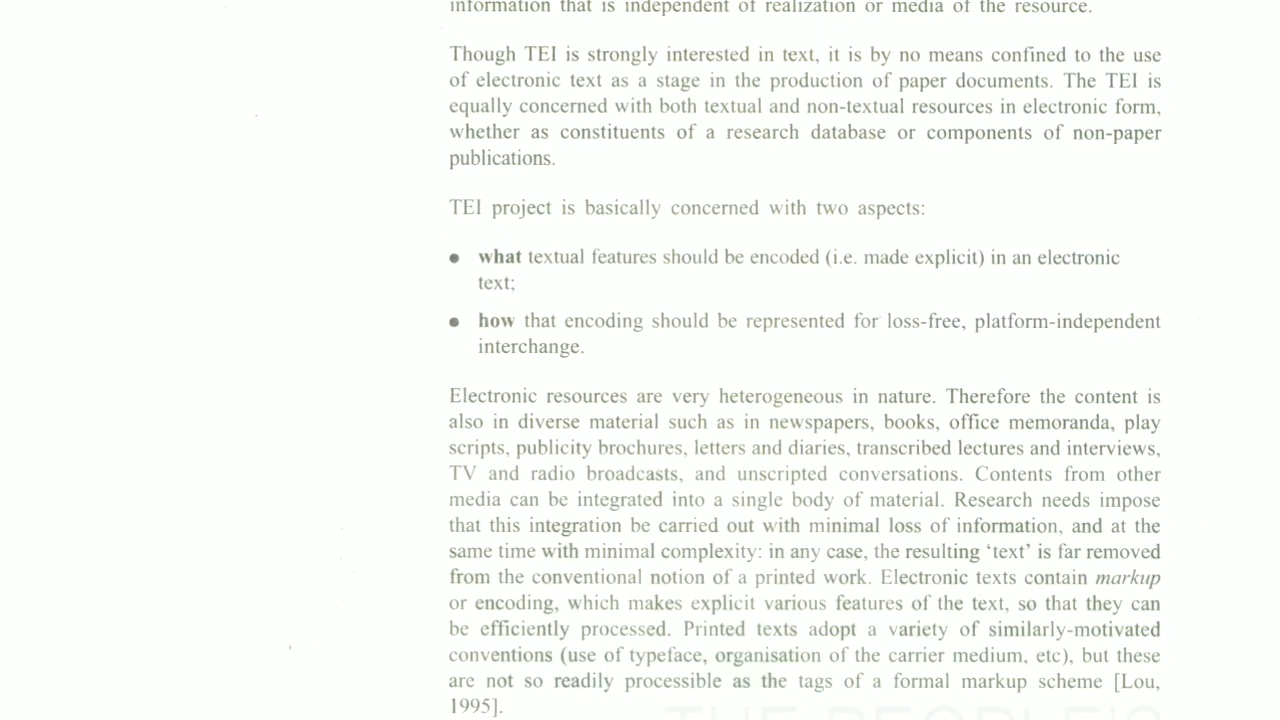 information that is independent of realization or media of the resource.
Though TEI is strongly interested in text, it is by no means confined to the use
of electronic text as a stage in the production of paper documents. The TEI is
equally concerned with both textual and non-textual resources in electronic form,
whether as constituents of a research database or components of non-paper
publications.
TEI project is basically concerned with two aspects:
● what textual features should be encoded (i.e. made explicit) in an electronic
text;
● how that encoding should be represented for loss-free, platform-independent
interchange.
Electronic resources are very heterogeneous in nature. Therefore the content is
also in diverse material such as in newspapers, books, office memoranda, play
scripts, publicity brochures, letters and diaries, transcribed lectures and interviews,
TV and radio broadcasts, and unscripted conversations. Contents from other
media can be integrated into a single body of material. Research needs impose
that this integration be carried out with minimal loss of information, and at the
same time with minimal complexity: in any case, the resulting ‘text’ is far removed
from the conventional notion of a printed work. Electronic texts contain markup
or encoding, which makes explicit various features of the text, so that they can
be efficiently processed. Printed texts adopt a variety of similarly-motivated
conventions (use of typeface, organisation of the carrier medium, etc), but these
are not so readily processible as the tags of a formal markup scheme [Lou,
1995].
THE PEOPLE'S